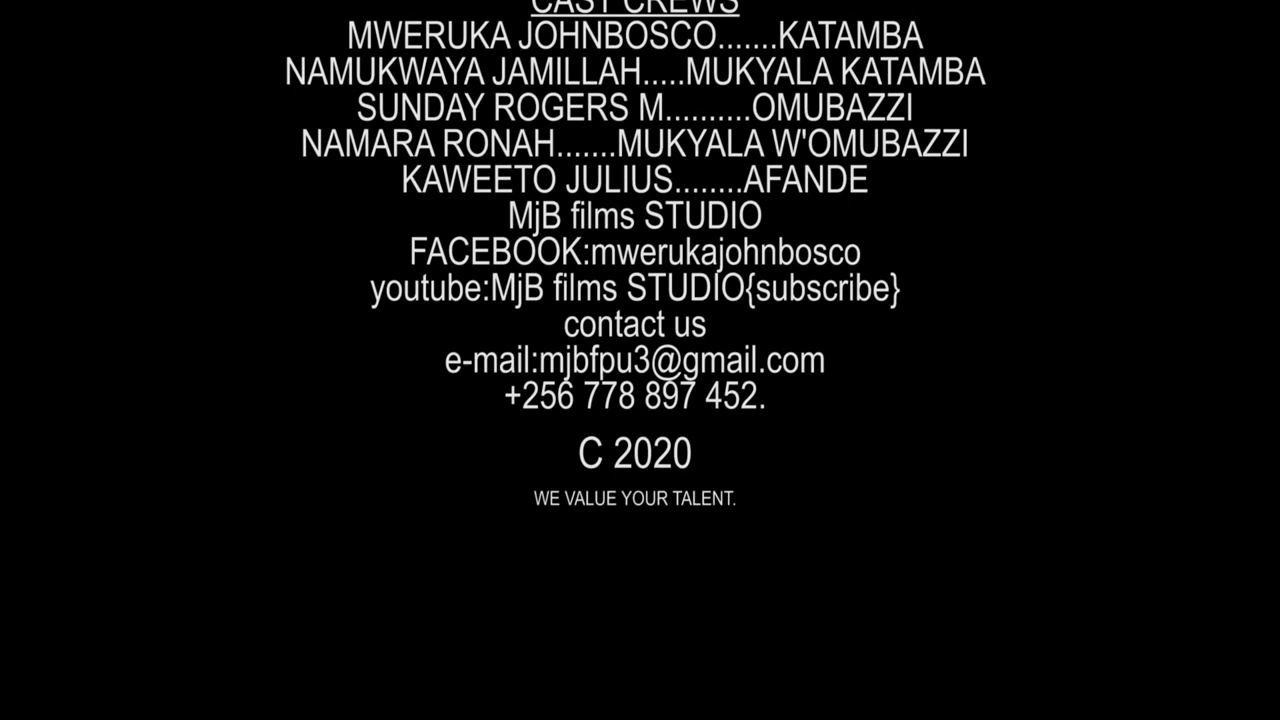 CAST CREWS
MWERUKA JOHNBOSCO.......KATAMBA
NAMUKWAYA JAMILLAH.....MUKYALA KATAMBA
SUNDAY ROGERS M..........OMUBAZZI
NAMARA RONAH.......MUKYALA W'OMUBAZZI
KAWEETO JULIUS........AFANDE
MjB films STUDIO
FACEBOOK:mwerukajohnbosco
youtube:MjB films STUDIO{subscribe}
contact us
e-mail:mjbfpu3@gmail.com
+256 778 897 452.
C 2020
WE VALUE YOUR TALENT.